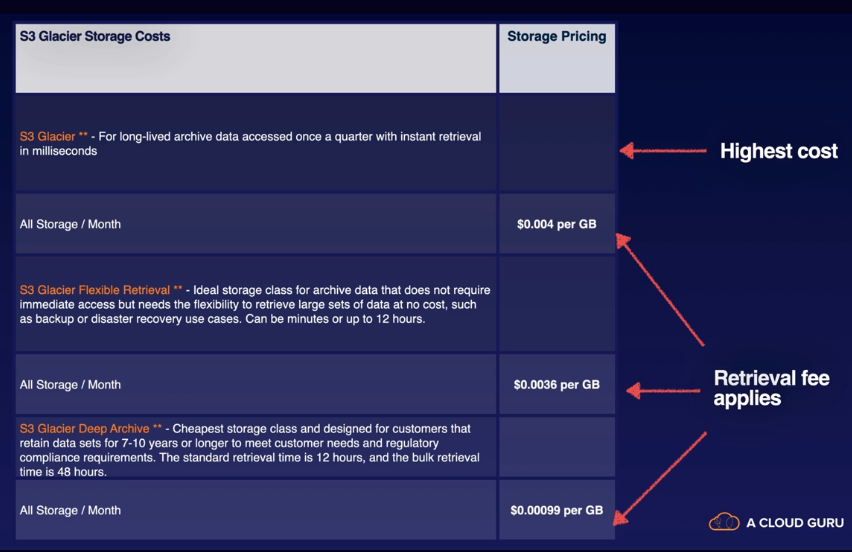 S3 Glacier Storage Costs
Storage Pricing
S3 Glacier ** - For long-lived archive data accessed once a quarter with instant retrieval
in milliseconds
Highest cost
All Storage / Month
$0.004 per GB
S3 Glacier Flexible Retrieval ** - Ideal storage class for archive data that does not require
immediate access but needs the flexibility to retrieve large sets of data at no cost, such
as backup or disaster recovery use cases. Can be minutes or up to 12 hours.
All Storage / Month
$0.0036 per GB
Retrieval fee
applies
S3 Glacier Deep Archive ** - Cheapest storage class and designed for customers that
retain data sets for 7-10 years or longer to meet customer needs and regulatory
compliance requirements. The standard retrieval time is 12 hours, and the bulk retrieval
time is 48 hours.
All Storage / Month
$0.00099 per GB
A CLOUD GURU